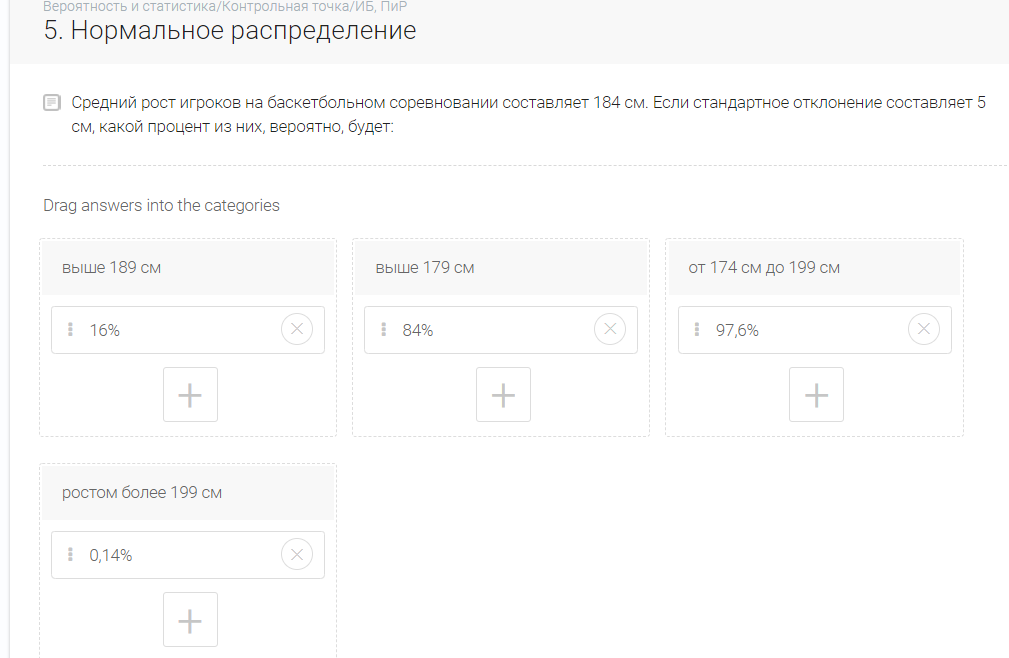 Вероятность и статистика/Контрольная точка/ИБ, ПиР
5. Нормальное распределение
Средний рост игроков на баскетбольном соревновании составляет 184 см. Если стандартное отклонение составляет 5
см, какой процент из них, вероятно, будет:
Drag answers into the categories
выше 189 см
16%
выше 179 см
84%
от 174 см до 199 см
97,6%
ростом более 199 см
0,14%